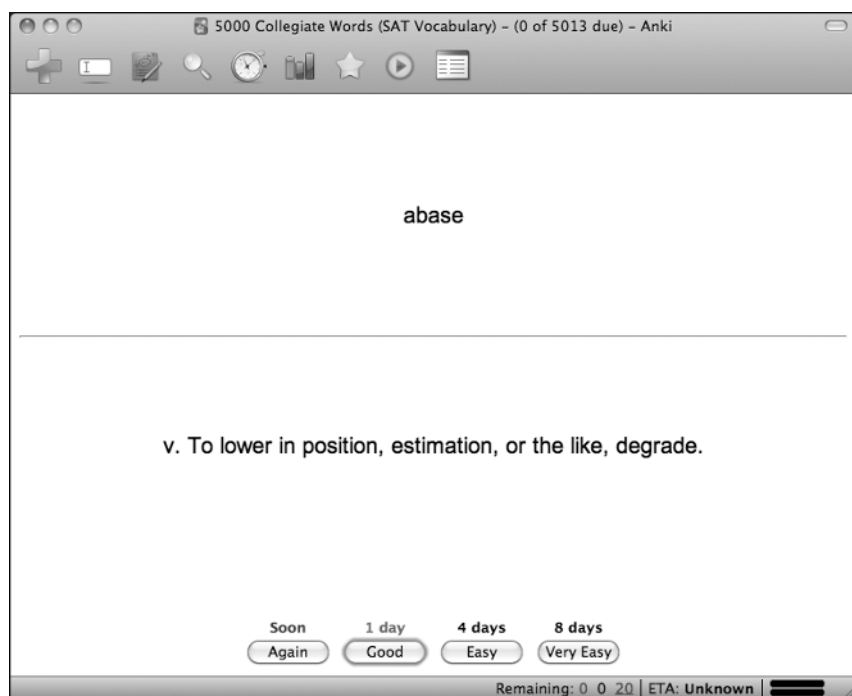 5000 Collegiate Words (SAT Vocabulary) – (0 of 5013 due) – Anki
abase
v. To lower in position, estimation, or the like, degrade.
Soon 1 day 4 days 8 days
Again Good Easy Very Easy
Remaining: 0 0 20 | ETA: Unknown